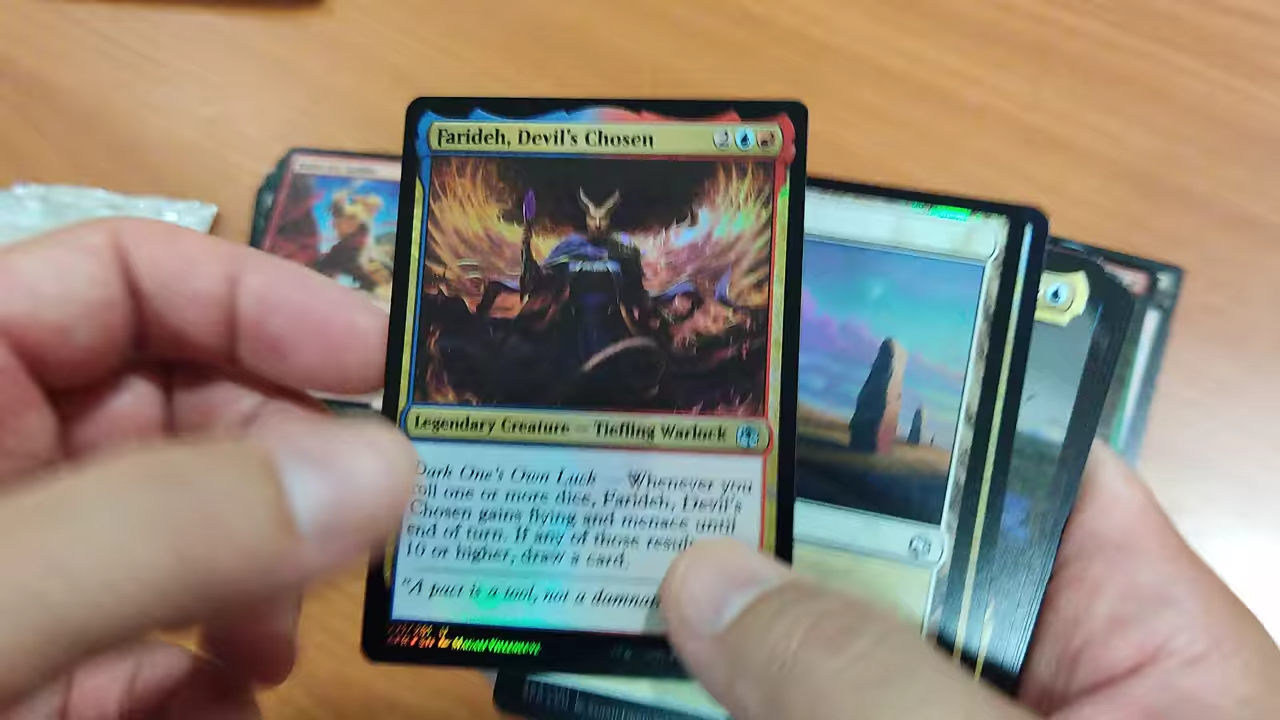 Farideh, Devil's Chosen 2
Legendary Creature — Tiefling Warlock
Dark One's Own Luck Whenever you
roll one or more dice, Farideh, Devil's
Chosen gains flying and menace until
end of turn. If any of those
10 or higher, draw a card.
"A pact is a tool, not a